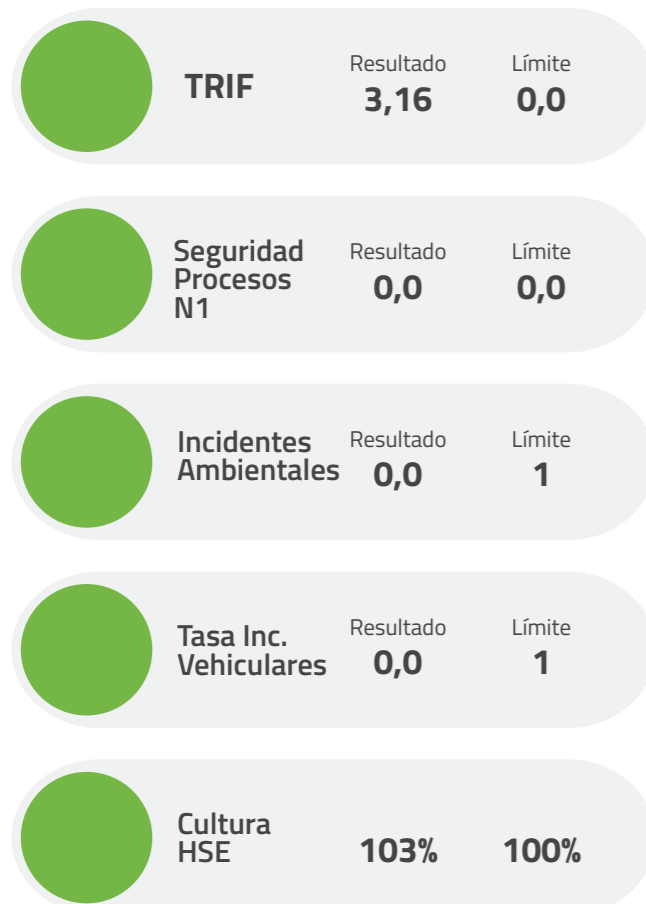 TRIF
Resultado
3,16
Límite
0,0
Seguridad
Procesos
N1
Resultado
0,0
Límite
0,0
Incidentes
Ambientales
Resultado
0,0
Límite
1
Tasa Inc.
Vehiculares
Resultado
0,0
Límite
1
Cultura
HSE
103%
100%